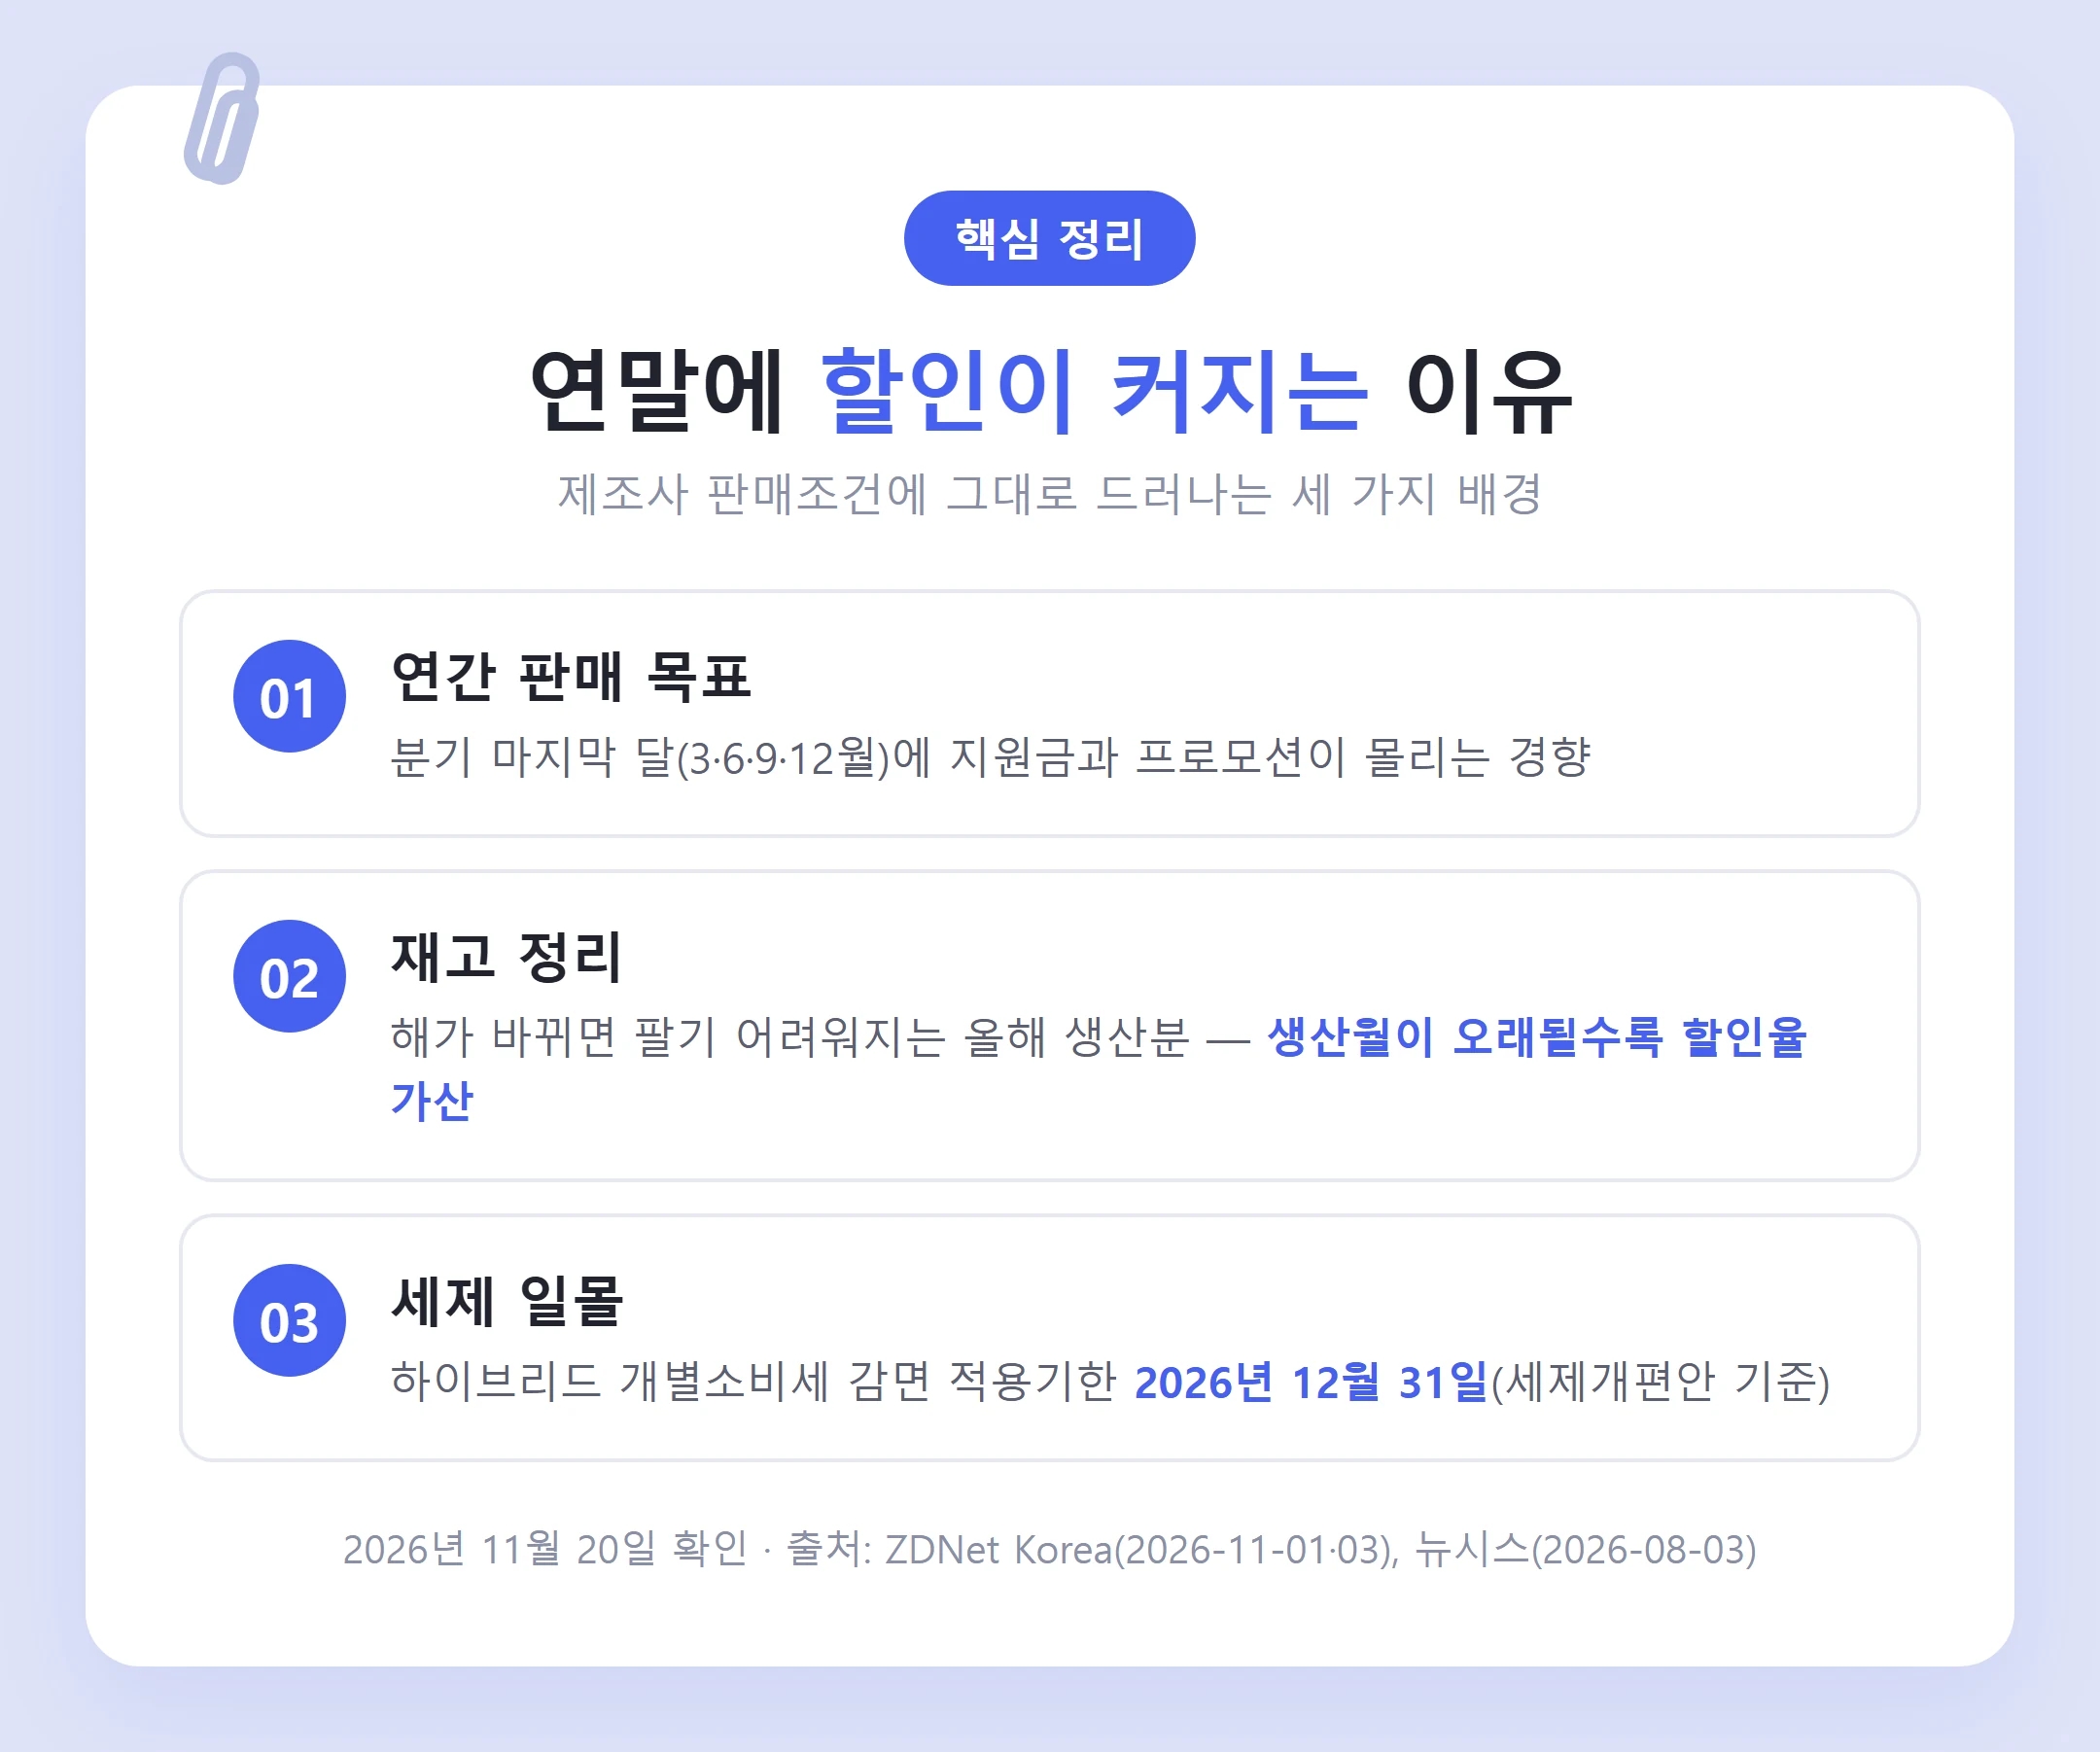 핵심 정리
연말에 할인이 커지는 이유
제조사 판매조건에 그대로 드러나는 세 가지 배경
01
연간 판매 목표
분기 마지막 달(3·6·9·12월)에 지원금과 프로모션이 몰리는 경향
02
재고 정리
해가 바뀌면 팔기 어려워지는 올해 생산분 — 생산월이 오래될수록 할인율
가산
03
세제 일몰
하이브리드 개별소비세 감면 적용기한 2026년 12월 31일(세제개편안 기준)
2026년 11월 20일 확인 · 출처: ZDNet Korea(2026-11-01·03), 뉴시스(2026-08-03)